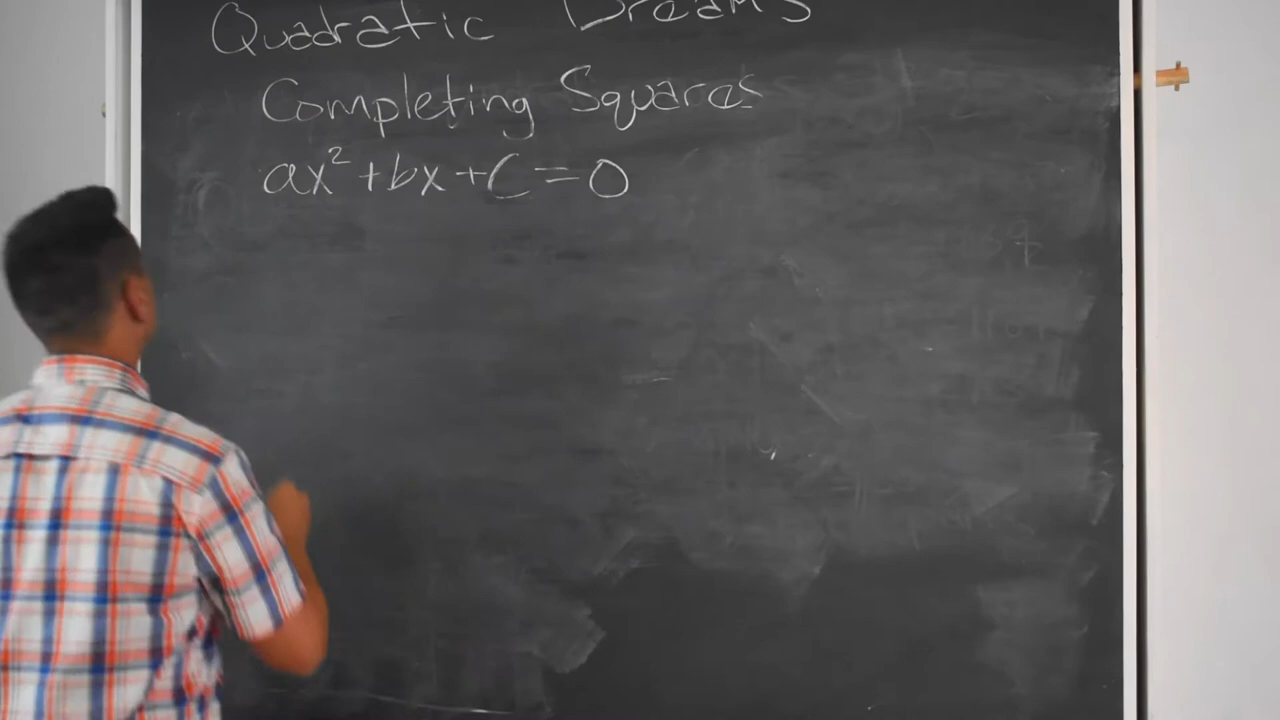 Quadratic Dreams
Completing Squares
ax² + bx + C = 0